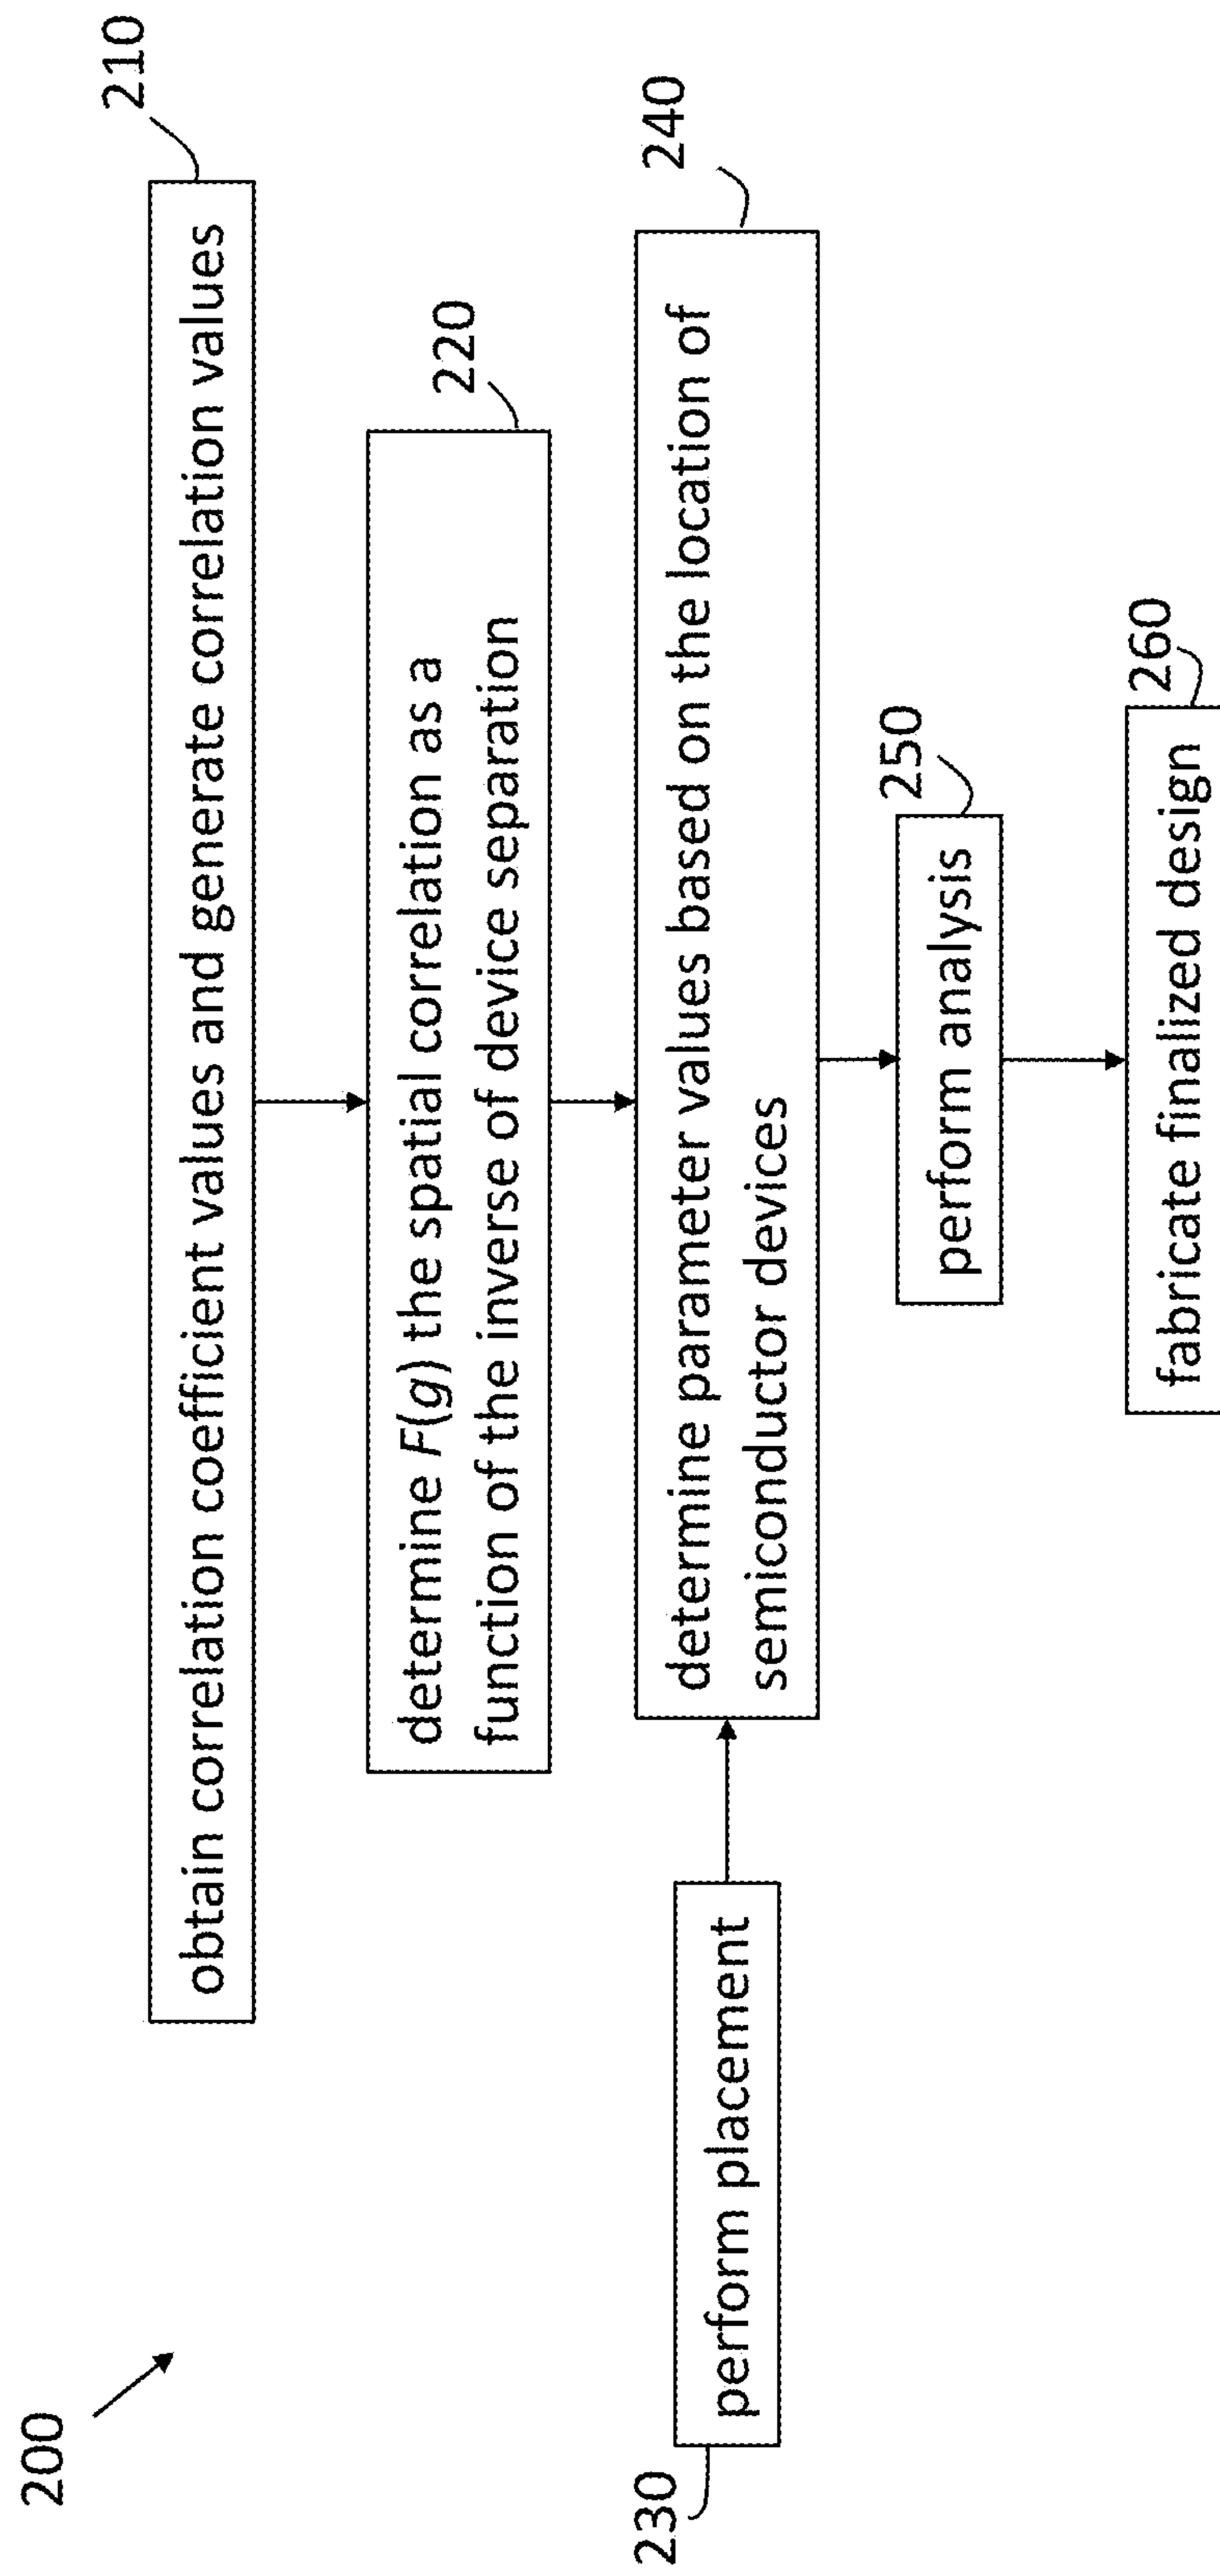 200
210
obtain correlation coefficient values and generate correlation values
220
determine F(g) the spatial correlation as a
function of the inverse of device separation
230
perform placement
240
determine parameter values based on the location of
semiconductor devices
250
perform analysis
260
fabricate finalized design